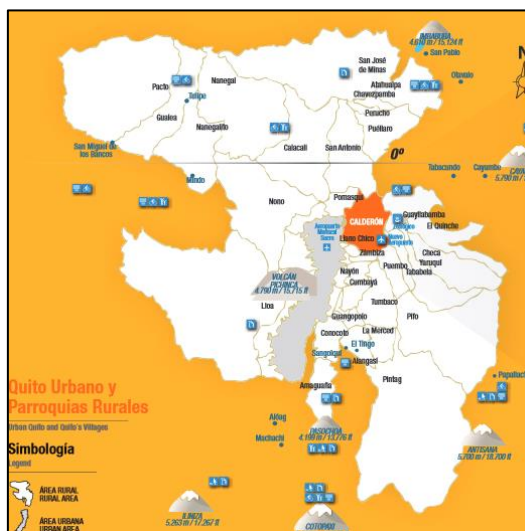 IMBABURA
4.610 m / 15.124 ft
San Pablo
Otavalo
N
San José
de Minas
Atahualpa
Chavezpamba
Perucho
Puéllaro
Nanegal
Pacto
Tulipe
Gualea
Nanegalito
Calacalí
San Antonio
San Miguel de
los Bancos
0º
Tabacundo
Cayambe
5.790 m
Mindo
Nono
Pomasqui
CALDERÓN
Guayllabamba
El Quinche
Zoológico
Llano Chico
Nuevo
Aeropuerto
Aeropuerto
Mariscal
Sucre
Zámbiza
Checa
Yaruquí
Puembo
Tababela
Nayón
Cumbayá
VOLCÁN
PICHINCHA
4.790 m / 15.715 ft
Lloa
Tumbaco
Pifo
Guangopolo
La Merced
Conocoto
El Tingo
Sangolquí
Alangasí
Pintag
Papallacta
Amaguaña
Quito Urbano y
Parroquias Rurales
Urban Quito and Quito's Villages
Aloag
Machachi
PASOCHOA
4.199 m / 13.776 ft
ANTISANA
5.700 m / 18.700 ft
Simbología
Legend
ÁREA RURAL
RURAL AREA
ÁREA URBANA
URBAN AREA
ILINIZA
5.263 m / 17.267 ft
COTOPAXI